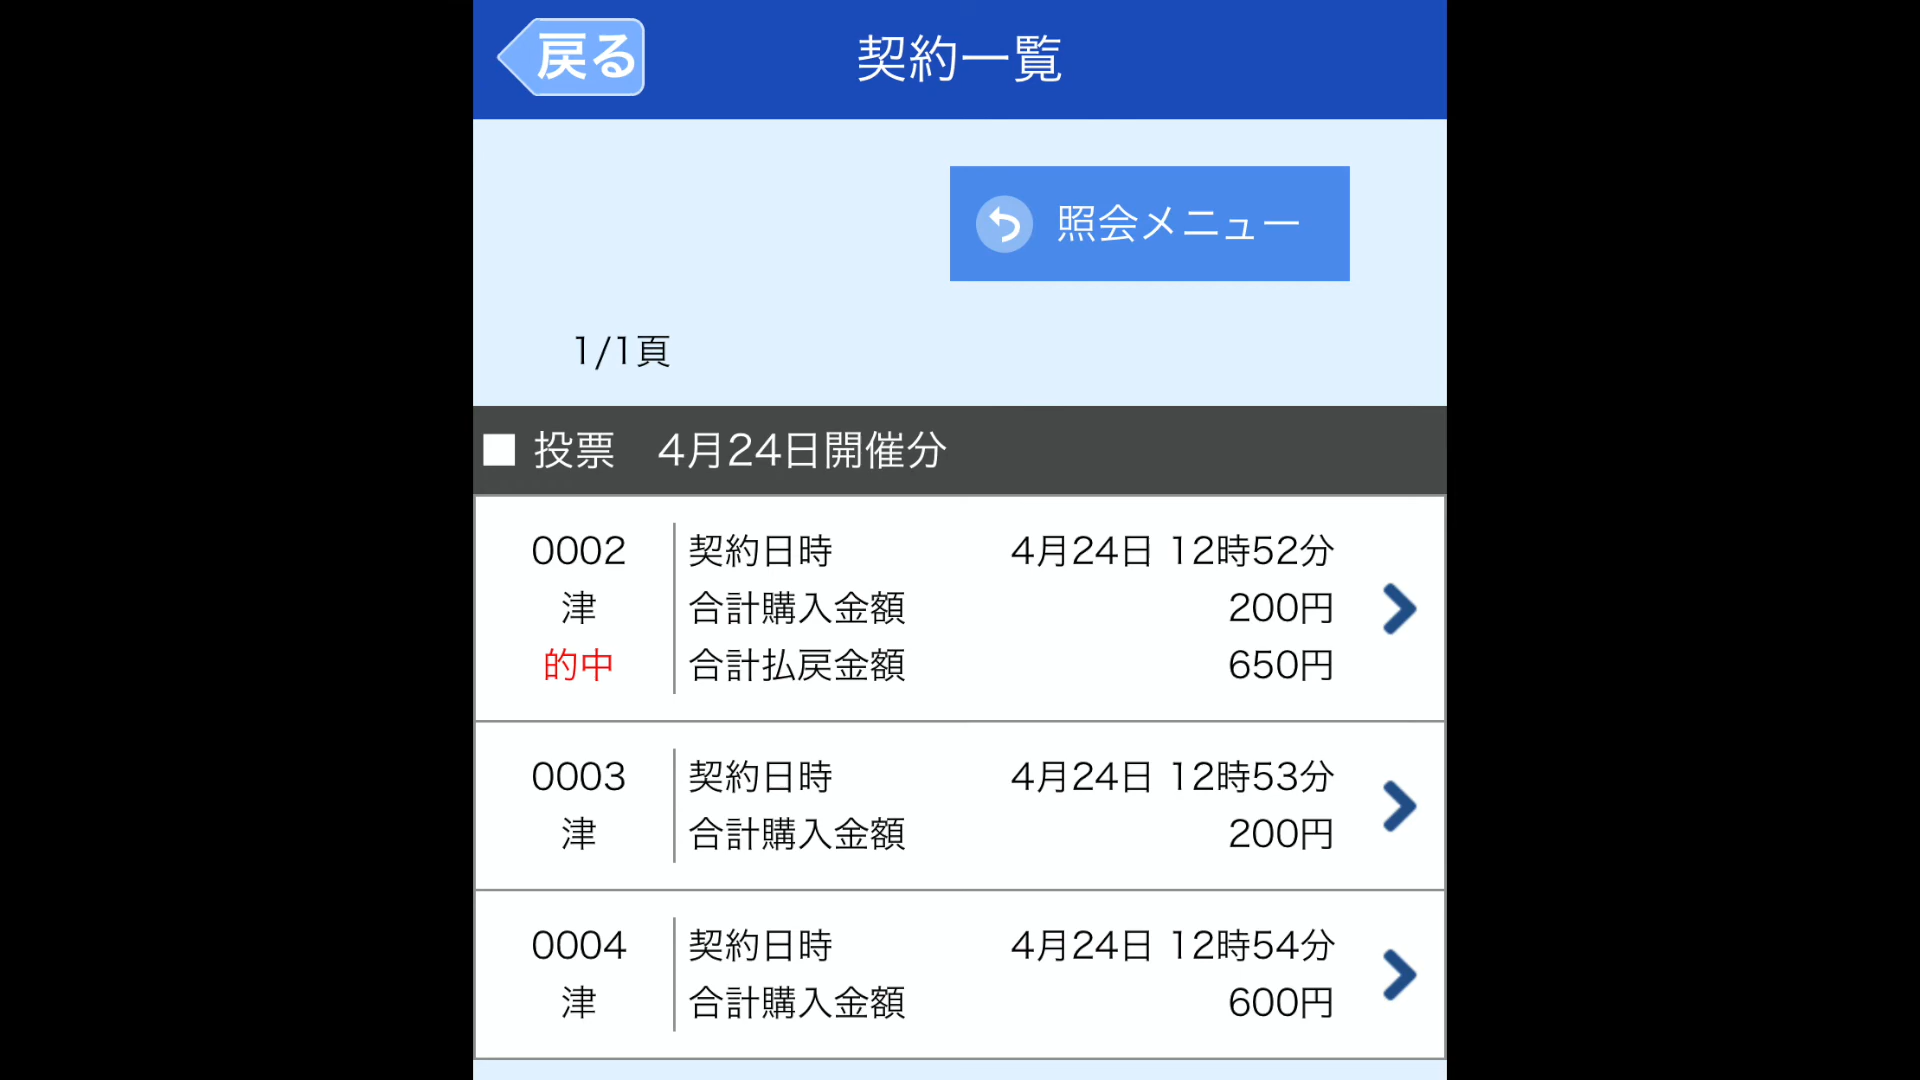 戻る
契約一覧
照会メニュー
1/1頁
■ 投票　4月24日開催分
0002 契約日時 4月24日 12時52分
津 合計購入金額 200円
的中 合計払戻金額 650円
0003 契約日時 4月24日 12時53分
津 合計購入金額 200円
0004 契約日時 4月24日 12時54分
津 合計購入金額 600円